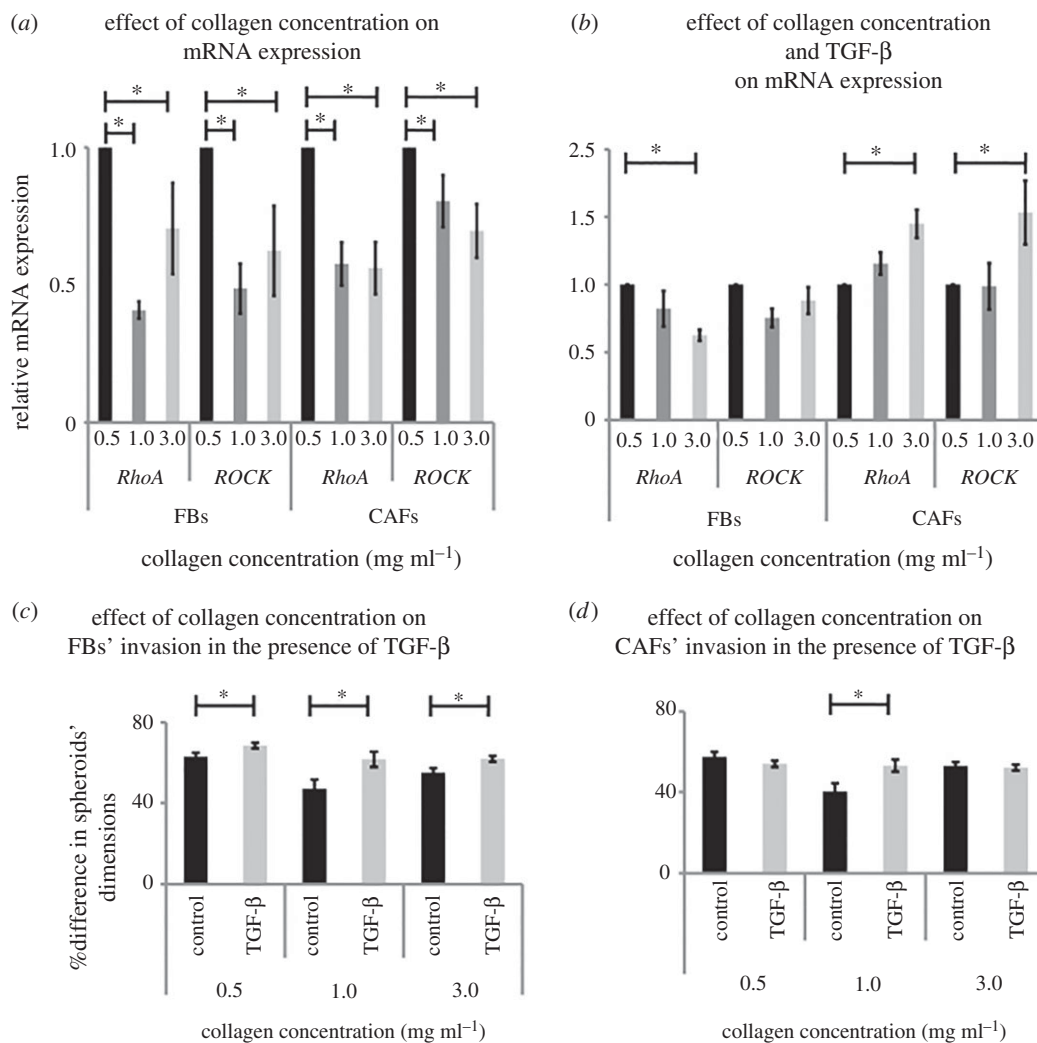 (a) effect of collagen concentration on
mRNA expression
* *
* *
* *
* *
relative mRNA expression
1.0
0.5
0
0.5 1.0 3.0 0.5 1.0 3.0 0.5 1.0 3.0 0.5 1.0 3.0
RhoA ROCK RhoA ROCK
FBs CAFs
collagen concentration (mg ml−1)
(b) effect of collagen concentration
and TGF-β
on mRNA expression
* * *
2.5
1.5
1.0
0.5
0
0.5 1.0 3.0 0.5 1.0 3.0 0.5 1.0 3.0 0.5 1.0 3.0
RhoA ROCK RhoA ROCK
FBs CAFs
collagen concentration (mg ml−1)
(c) effect of collagen concentration on
FBs’ invasion in the presence of TGF-β
* * *
%difference in spheroids’
dimensions
80
40
0
control TGF-β control TGF-β control TGF-β
0.5 1.0 3.0
collagen concentration (mg ml−1)
(d) effect of collagen concentration on
CAFs’ invasion in the presence of TGF-β
*
80
40
0
control TGF-β control TGF-β control TGF-β
0.5 1.0 3.0
collagen concentration (mg ml−1)